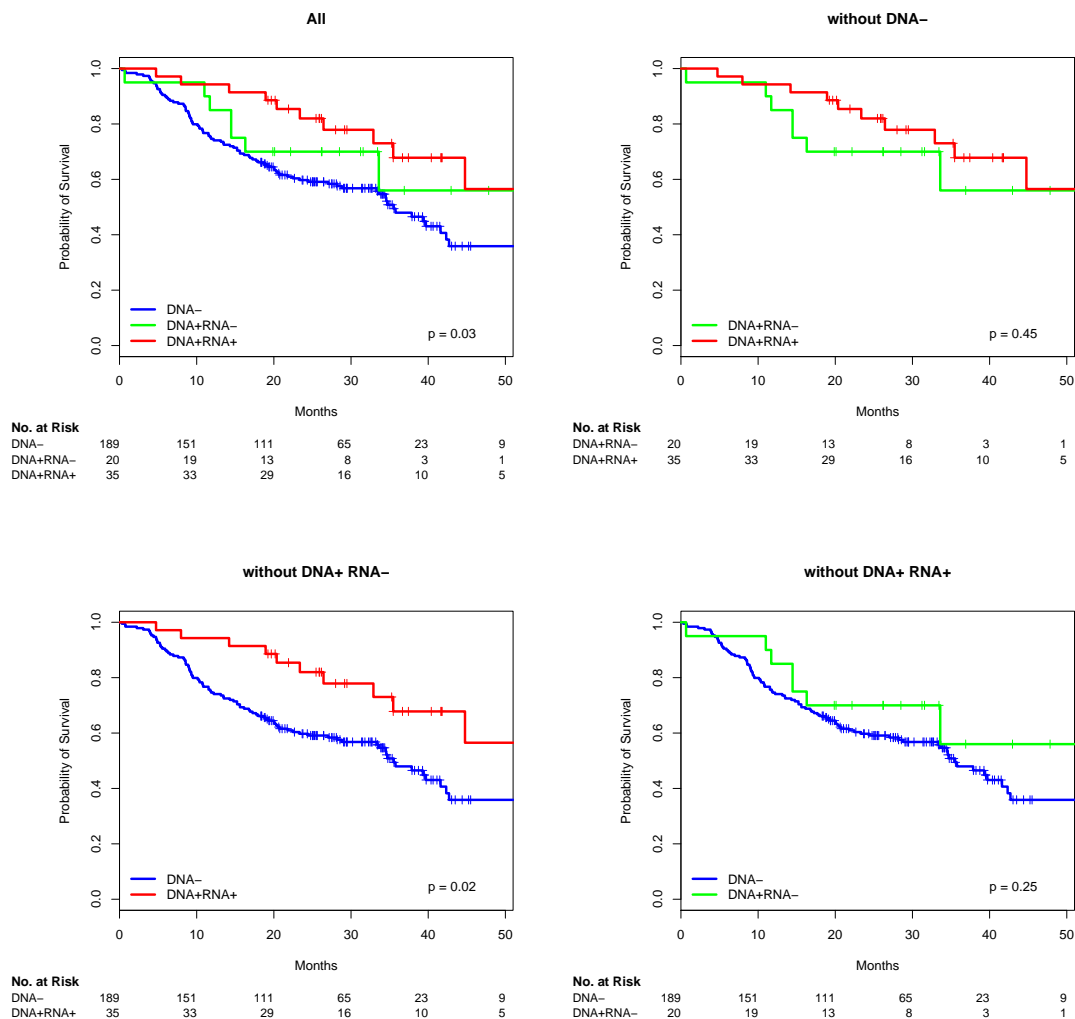 All
Probability of Survival
0.0 0.2 0.4 0.6 0.8 1.0
DNA−
DNA+RNA−
DNA+RNA+
p = 0.03
0 10 20 30 40 50
Months
No. at Risk
DNA− 189 151 111 65 23 9
DNA+RNA− 20 19 13 8 3 1
DNA+RNA+ 35 33 29 16 10 5
without DNA−
Probability of Survival
0.0 0.2 0.4 0.6 0.8 1.0
DNA+RNA−
DNA+RNA+
p = 0.45
0 10 20 30 40 50
Months
No. at Risk
DNA+RNA− 20 19 13 8 3 1
DNA+RNA+ 35 33 29 16 10 5
without DNA+ RNA−
Probability of Survival
0.0 0.2 0.4 0.6 0.8 1.0
DNA−
DNA+RNA+
p = 0.02
0 10 20 30 40 50
Months
No. at Risk
DNA− 189 151 111 65 23 9
DNA+RNA+ 35 33 29 16 10 5
without DNA+ RNA+
Probability of Survival
0.0 0.2 0.4 0.6 0.8 1.0
DNA−
DNA+RNA−
p = 0.25
0 10 20 30 40 50
Months
No. at Risk
DNA− 189 151 111 65 23 9
DNA+RNA− 20 19 13 8 3 1